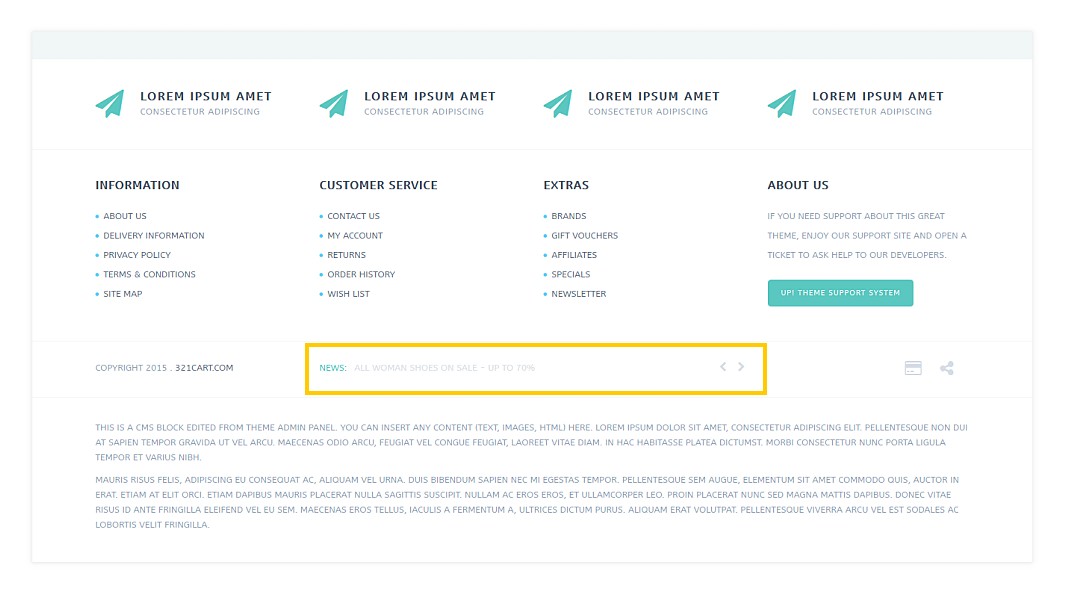 LOREM IPSUM AMET
CONSECTETUR ADIPISCING
LOREM IPSUM AMET
CONSECTETUR ADIPISCING
LOREM IPSUM AMET
CONSECTETUR ADIPISCING
LOREM IPSUM AMET
CONSECTETUR ADIPISCING
INFORMATION
ABOUT US
DELIVERY INFORMATION
PRIVACY POLICY
TERMS & CONDITIONS
SITE MAP
CUSTOMER SERVICE
CONTACT US
MY ACCOUNT
RETURNS
ORDER HISTORY
WISH LIST
EXTRAS
BRANDS
GIFT VOUCHERS
AFFILIATES
SPECIALS
NEWSLETTER
ABOUT US
IF YOU NEED SUPPORT ABOUT THIS GREAT
THEME, ENJOY OUR SUPPORT SITE AND OPEN A
TICKET TO ASK HELP TO OUR DEVELOPERS.
UP! THEME SUPPORT SYSTEM
COPYRIGHT 2015 . 321CART.COM
NEWS: ALL WOMAN SHOES ON SALE - UP TO 70%
THIS IS A CMS BLOCK EDITED FROM THEME ADMIN PANEL. YOU CAN INSERT ANY CONTENT (TEXT, IMAGES, HTML) HERE. LOREM IPSUM DOLOR SIT AMET, CONSECTETUR ADIPISCING ELIT. PELLENTESQUE NON DUI
AT SAPIEN TEMPOR GRAVIDA UT VEL ARCU. MAECENAS ODIO ARCU, FEUGIAT VEL CONGUE FEUGIAT, LAOREET VITAE DIAM. IN HAC HABITASSE PLATEA DICTUMST. MORBI CONSECTETUR NUNC PORTA LIGULA
TEMPOR ET VARIUS NIBH.
MAURIS RISUS FELIS, ADIPISCING EU CONSEQUAT AC, ALIQUAM VEL URNA. DUIS BIBENDUM SAPIEN NEC MI EGESTAS TEMPOR. PELLENTESQUE SEM AUGUE, ELEMENTUM SIT AMET COMMODO QUIS, AUCTOR IN
ERAT. ETIAM AT ELIT ORCI. ETIAM DAPIBUS MAURIS PLACERAT NULLA SAGITTIS SUSCIPIT. NULLAM AC EROS EROS, ET ULLAMCORPER LEO. PROIN PLACERAT NUNC SED MAGNA MATTIS DAPIBUS. DONEC VITAE
RISUS ID ANTE FRINGILLA ELEIFEND VEL EU SEM. MAECENAS EROS TELLUS, IACULIS A FERMENTUM A, ULTRICES DICTUM PURUS. ALIQUAM ERAT VOLUTPAT. PELLENTESQUE VIVERRA ARCU VEL EST SODALES AC
LOBORTIS VELIT FRINGILLA.